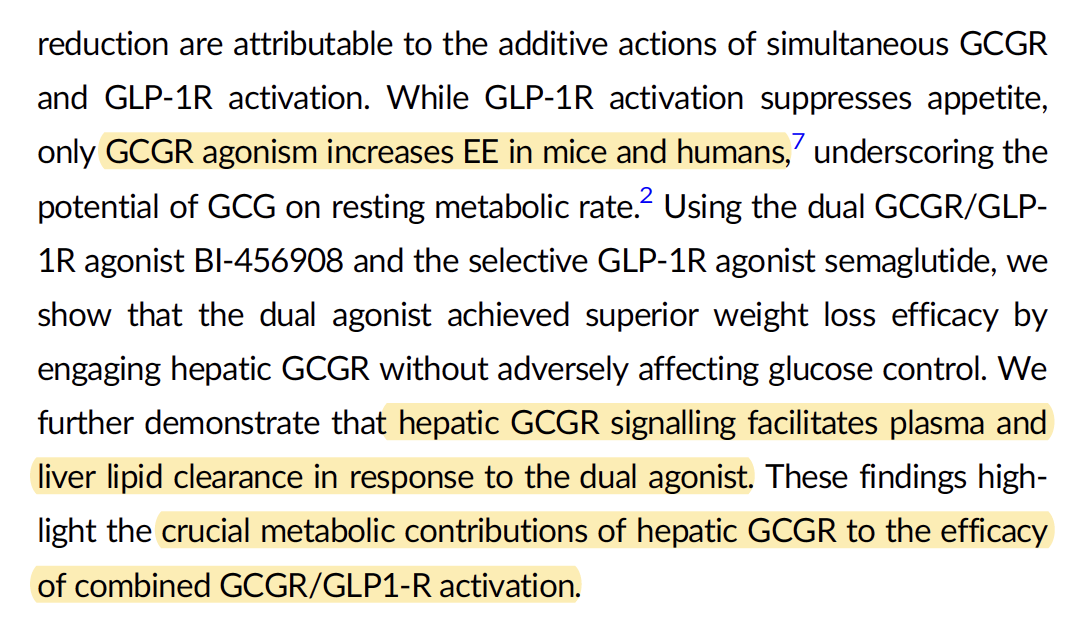 reduction are attributable to the additive actions of simultaneous GCGR
and GLP-1R activation. While GLP-1R activation suppresses appetite,
only GCGR agonism increases EE in mice and humans,7 underscoring the
potential of GCG on resting metabolic rate.2 Using the dual GCGR/GLP-
1R agonist BI-456908 and the selective GLP-1R agonist semaglutide, we
show that the dual agonist achieved superior weight loss efficacy by
engaging hepatic GCGR without adversely affecting glucose control. We
further demonstrate that hepatic GCGR signalling facilitates plasma and
liver lipid clearance in response to the dual agonist. These findings high-
light the crucial metabolic contributions of hepatic GCGR to the efficacy
of combined GCGR/GLP1-R activation.